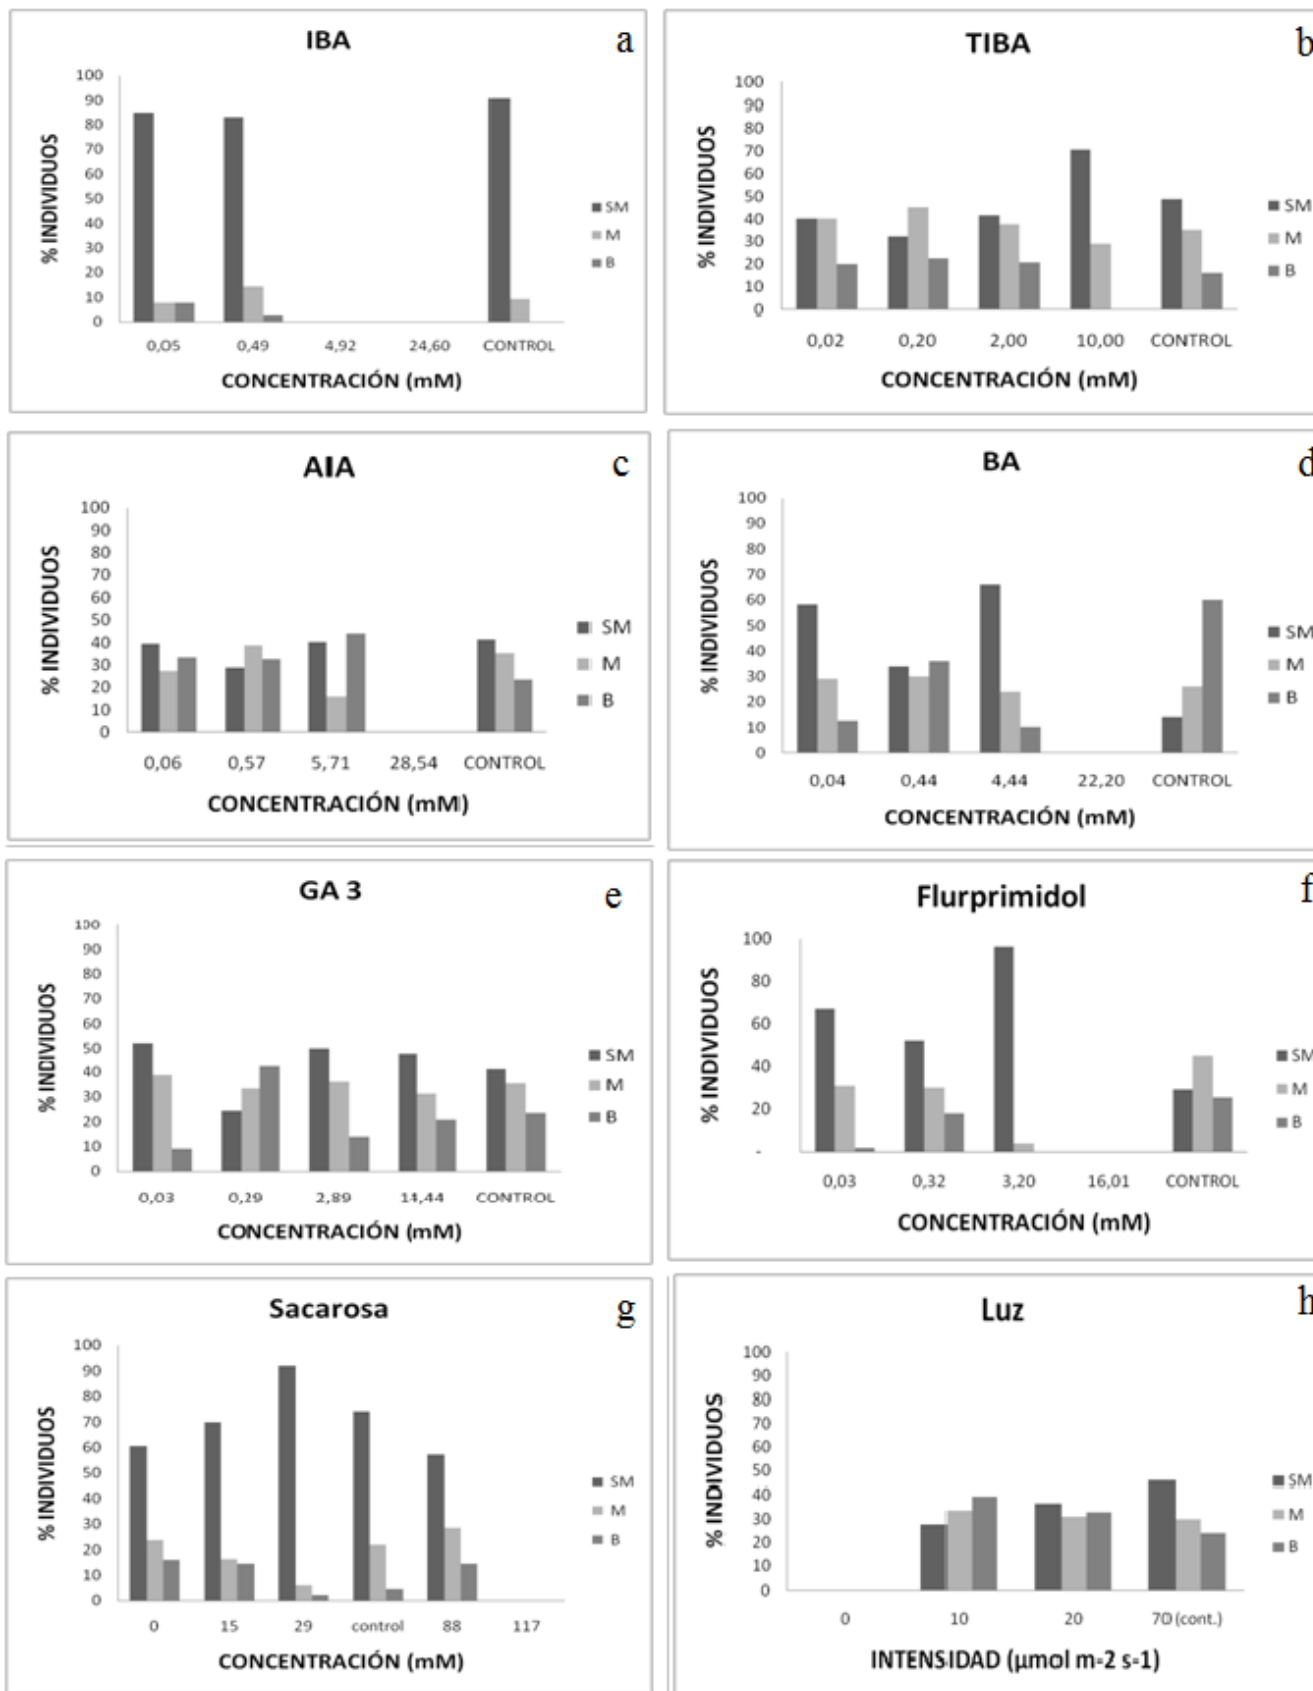 IBA
a
% INDIVIDUOS
100
90
80
70
60
50
40
30
20
10
0
SM
M
B
0,05 0,49 4,92 24,60 CONTROL
CONCENTRACIÓN (mM)
TIBA
b
% INDIVIDUOS
100
90
80
70
60
50
40
30
20
10
0
SM
M
B
0,02 0,20 2,00 10,00 CONTROL
CONCENTRACIÓN (mM)
AIA
c
% INDIVIDUOS
100
90
80
70
60
50
40
30
20
10
0
SM
M
B
0,06 0,57 5,71 28,54 CONTROL
CONCENTRACIÓN (mM)
BA
d
% INDIVIDUOS
100
90
80
70
60
50
40
30
20
10
0
SM
M
B
0,04 0,44 4,44 22,20 CONTROL
CONCENTRACIÓN (mM)
GA 3
e
% INDIVIDUOS
100
90
80
70
60
50
40
30
20
10
0
SM
M
B
0,03 0,29 2,89 14,44 CONTROL
CONCENTRACIÓN (mM)
Flurprimidol
f
% INDIVIDUOS
100
80
60
40
20
-
SM
M
B
0,03 0,32 3,20 16,01 CONTROL
CONCENTRACIÓN (mM)
Sacarosa
g
% INDIVIDUOS
100
90
80
70
60
50
40
30
20
10
0
SM
M
B
0 15 29 control 88 117
CONCENTRACIÓN (mM)
Luz
h
% INDIVIDUOS
100
90
80
70
60
50
40
30
20
10
0
SM
M
B
0 10 20 70 (cont.)
INTENSIDAD (µmol m-2 s-1)